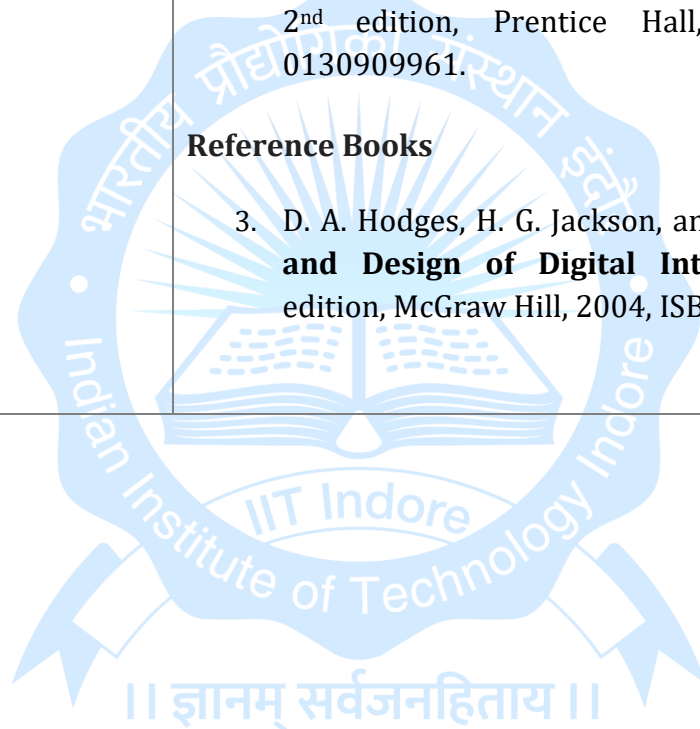 2nd edition, Prentice Hall,
0130909961.
Reference Books
3. D. A. Hodges, H. G. Jackson, an
and Design of Digital Int
edition, McGraw Hill, 2004, ISB
भारतीय प्रौद्योगिकी संस्थान इंदौर
IIT Indore
Indian Institute of Technology Indore
।। ज्ञानम् सर्वजनहिताय ।।